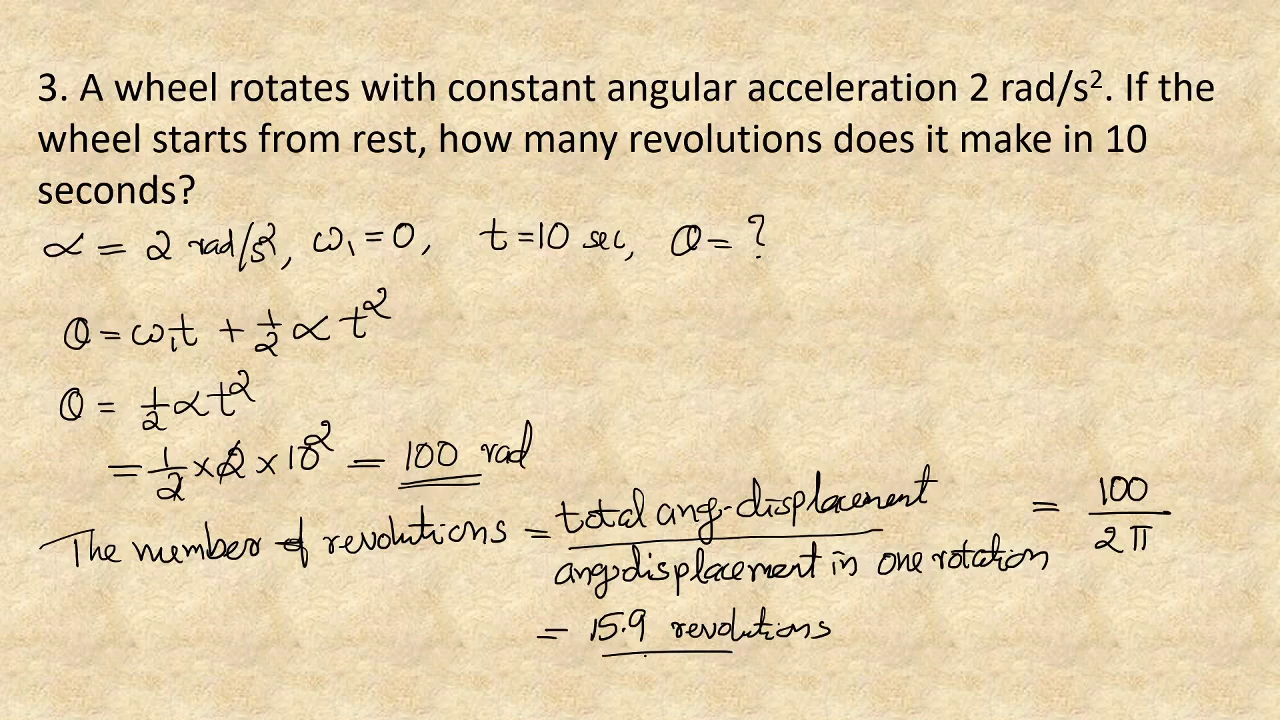 3. A wheel rotates with constant angular acceleration 2 rad/s². If the
wheel starts from rest, how many revolutions does it make in 10
seconds?
α = 2 rad/s², ω₁ = 0, t = 10 sec, θ = ?
θ = ω₁t + 1/2 α t²
θ = 1/2 α t²
= 1/2 × 2 × 10² = 100 rad
The number of revolutions = total ang. displacement / ang. displacement in one rotation = 100 / 2π
= 15.9 revolutions